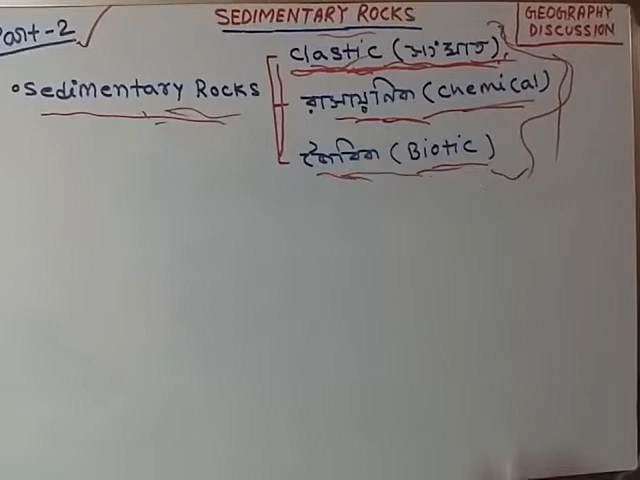 Part-2
SEDIMENTARY ROCKS
GEOGRAPHY
DISCUSSION
Clastic (সংঘাত)
•Sedimentary Rocks
রাসায়নিক (Chemical)
জৈবিক (Biotic)